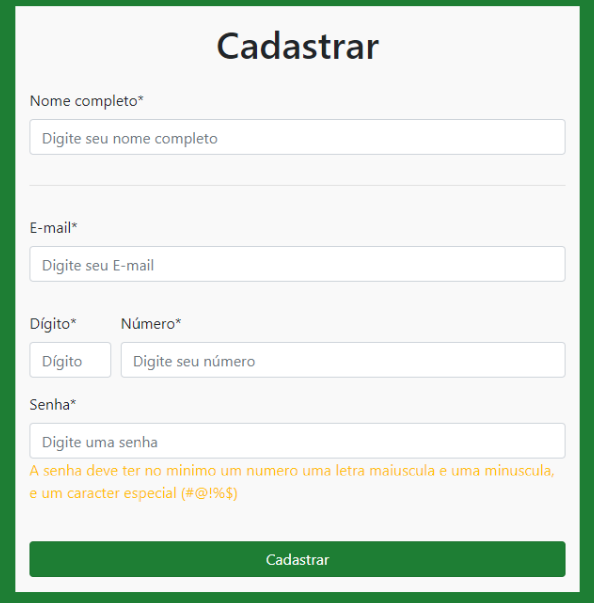 Cadastrar
Nome completo*
Digite seu nome completo
E-mail*
Digite seu E-mail
Dígito* Número*
Dígito Digite seu número
Senha*
Digite uma senha
A senha deve ter no minimo um numero uma letra maiuscula e uma minuscula,
e um caracter especial (#@!%$)
Cadastrar